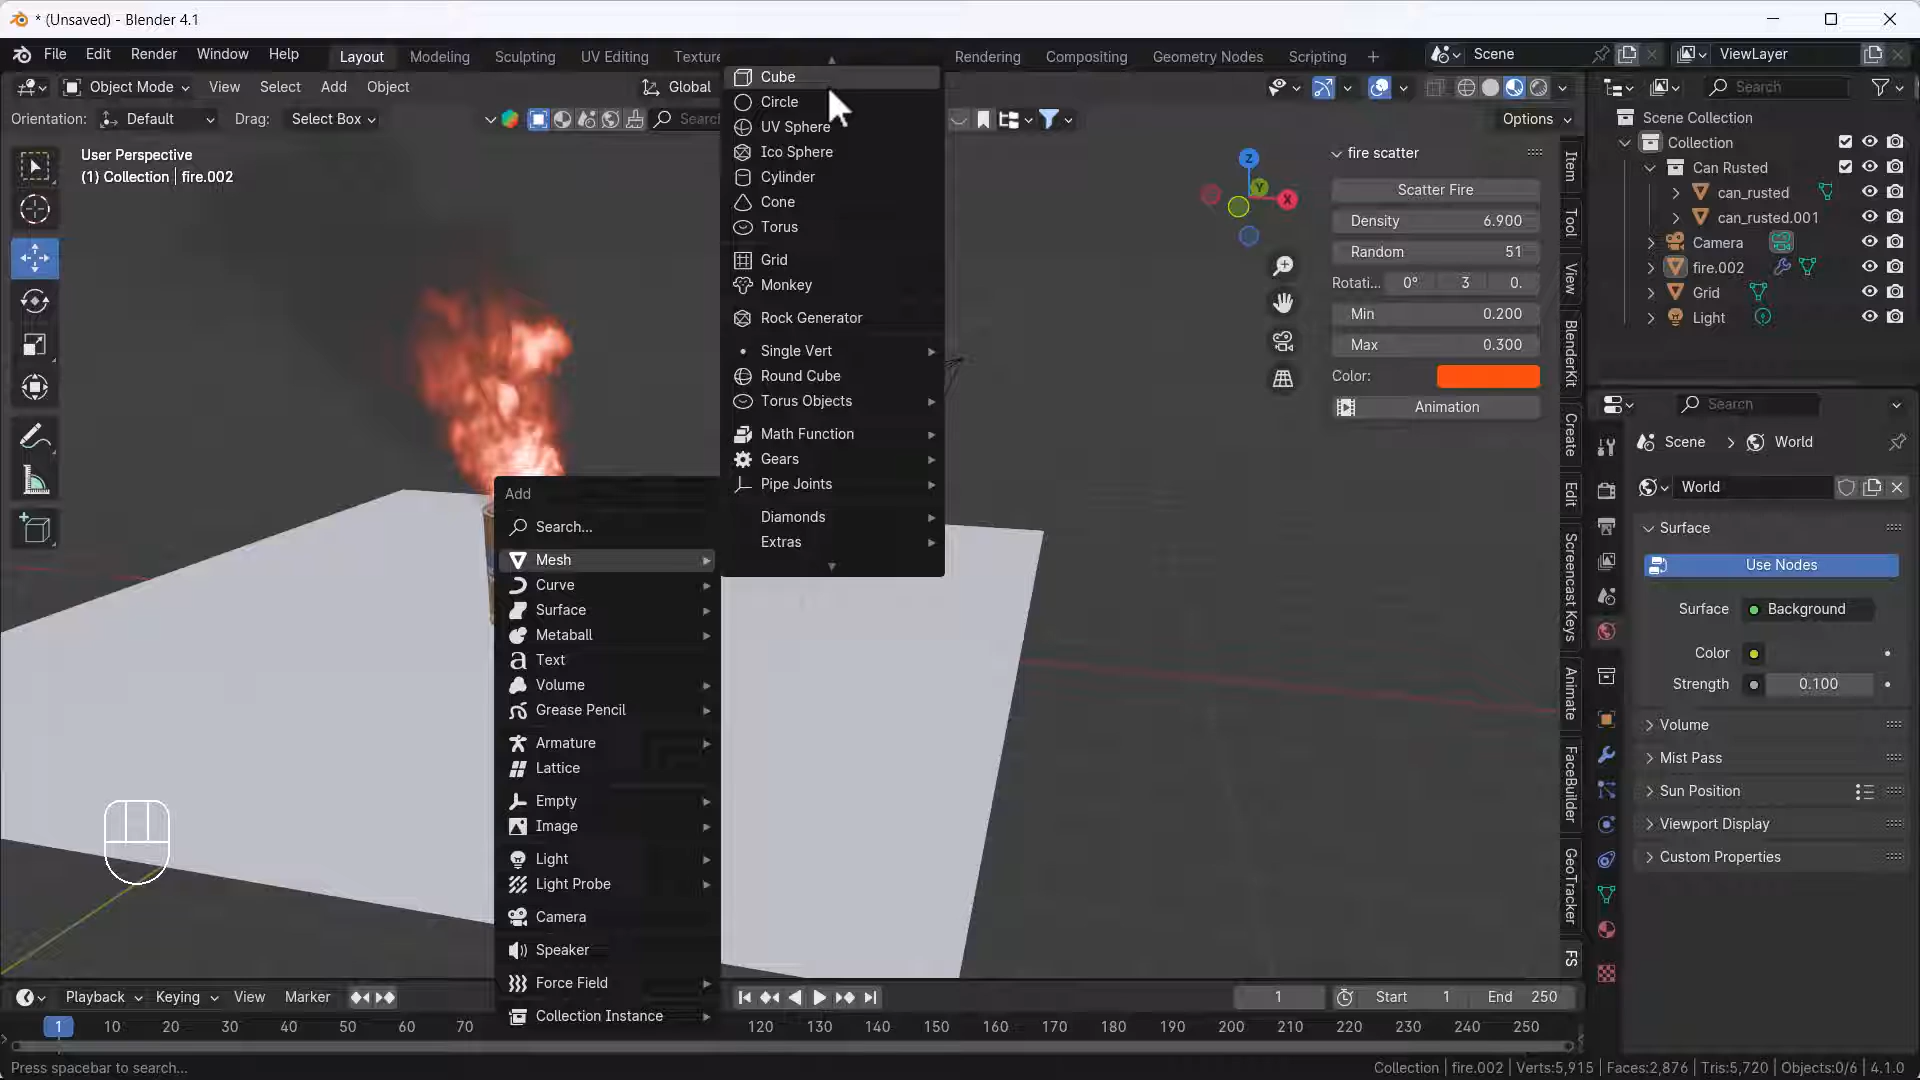 * (Unsaved) - Blender 4.1
File Edit Render Window Help
Layout Modeling Sculpting UV Editing Texture Rendering Compositing Geometry Nodes Scripting +
Scene
ViewLayer
Object Mode View Select Add Object
Global
Search
Orientation: Default Drag: Select Box
Search
Options
User Perspective
(1) Collection | fire.002
Cube
Circle
UV Sphere
Ico Sphere
Cylinder
Cone
Torus
Grid
Monkey
Rock Generator
Single Vert
Round Cube
Torus Objects
Math Function
Gears
Pipe Joints
Diamonds
Extras
Add
Search...
Mesh
Curve
Surface
Metaball
Text
Volume
Grease Pencil
Armature
Lattice
Empty
Image
Light
Light Probe
Camera
Speaker
Force Field
Collection Instance
Z
Y
X
fire scatter
Scatter Fire
Density 6.900
Random 51
Rotati... 0° 3 0.
Min 0.200
Max 0.300
Color:
Animation
Item
Tool
View
BlenderKit
Create
Edit
Screencast Keys
Animate
FaceBuilder
GeoTracker
FS
Scene Collection
Collection
Can Rusted
can_rusted
can_rusted.001
Camera
fire.002
Grid
Light
Search
Scene > World
World
Surface
Use Nodes
Surface Background
Color
Strength 0.100
Volume
Mist Pass
Sun Position
Viewport Display
Custom Properties
Playback Keying View Marker
1 Start 1 End 250
1 10 20 30 40 50 60 70 120 130 140 150 160 170 180 190 200 210 220 230 240 250
Press spacebar to search...
Collection | fire.002 | Verts:5,915 | Faces:2,876 | Tris:5,720 | Objects:0/6 | 4.1.0